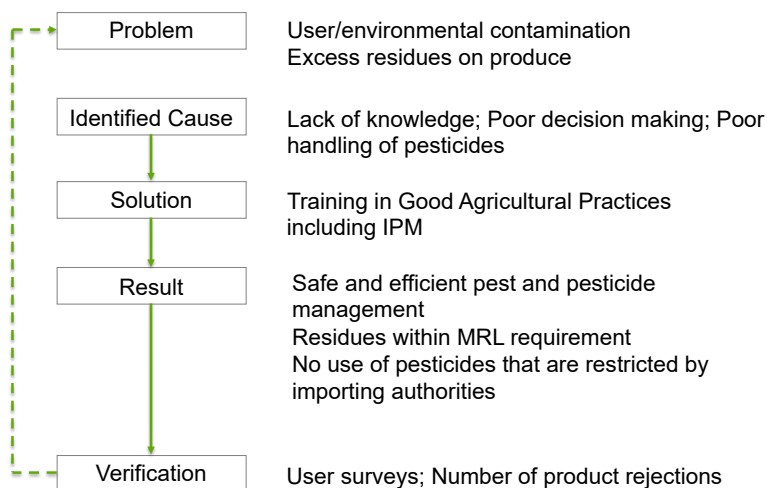 Problem
User/environmental contamination
Excess residues on produce
Identified Cause
Lack of knowledge; Poor decision making; Poor
handling of pesticides
Solution
Training in Good Agricultural Practices
including IPM
Result
Safe and efficient pest and pesticide
management
Residues within MRL requirement
No use of pesticides that are restricted by
importing authorities
Verification
User surveys; Number of product rejections